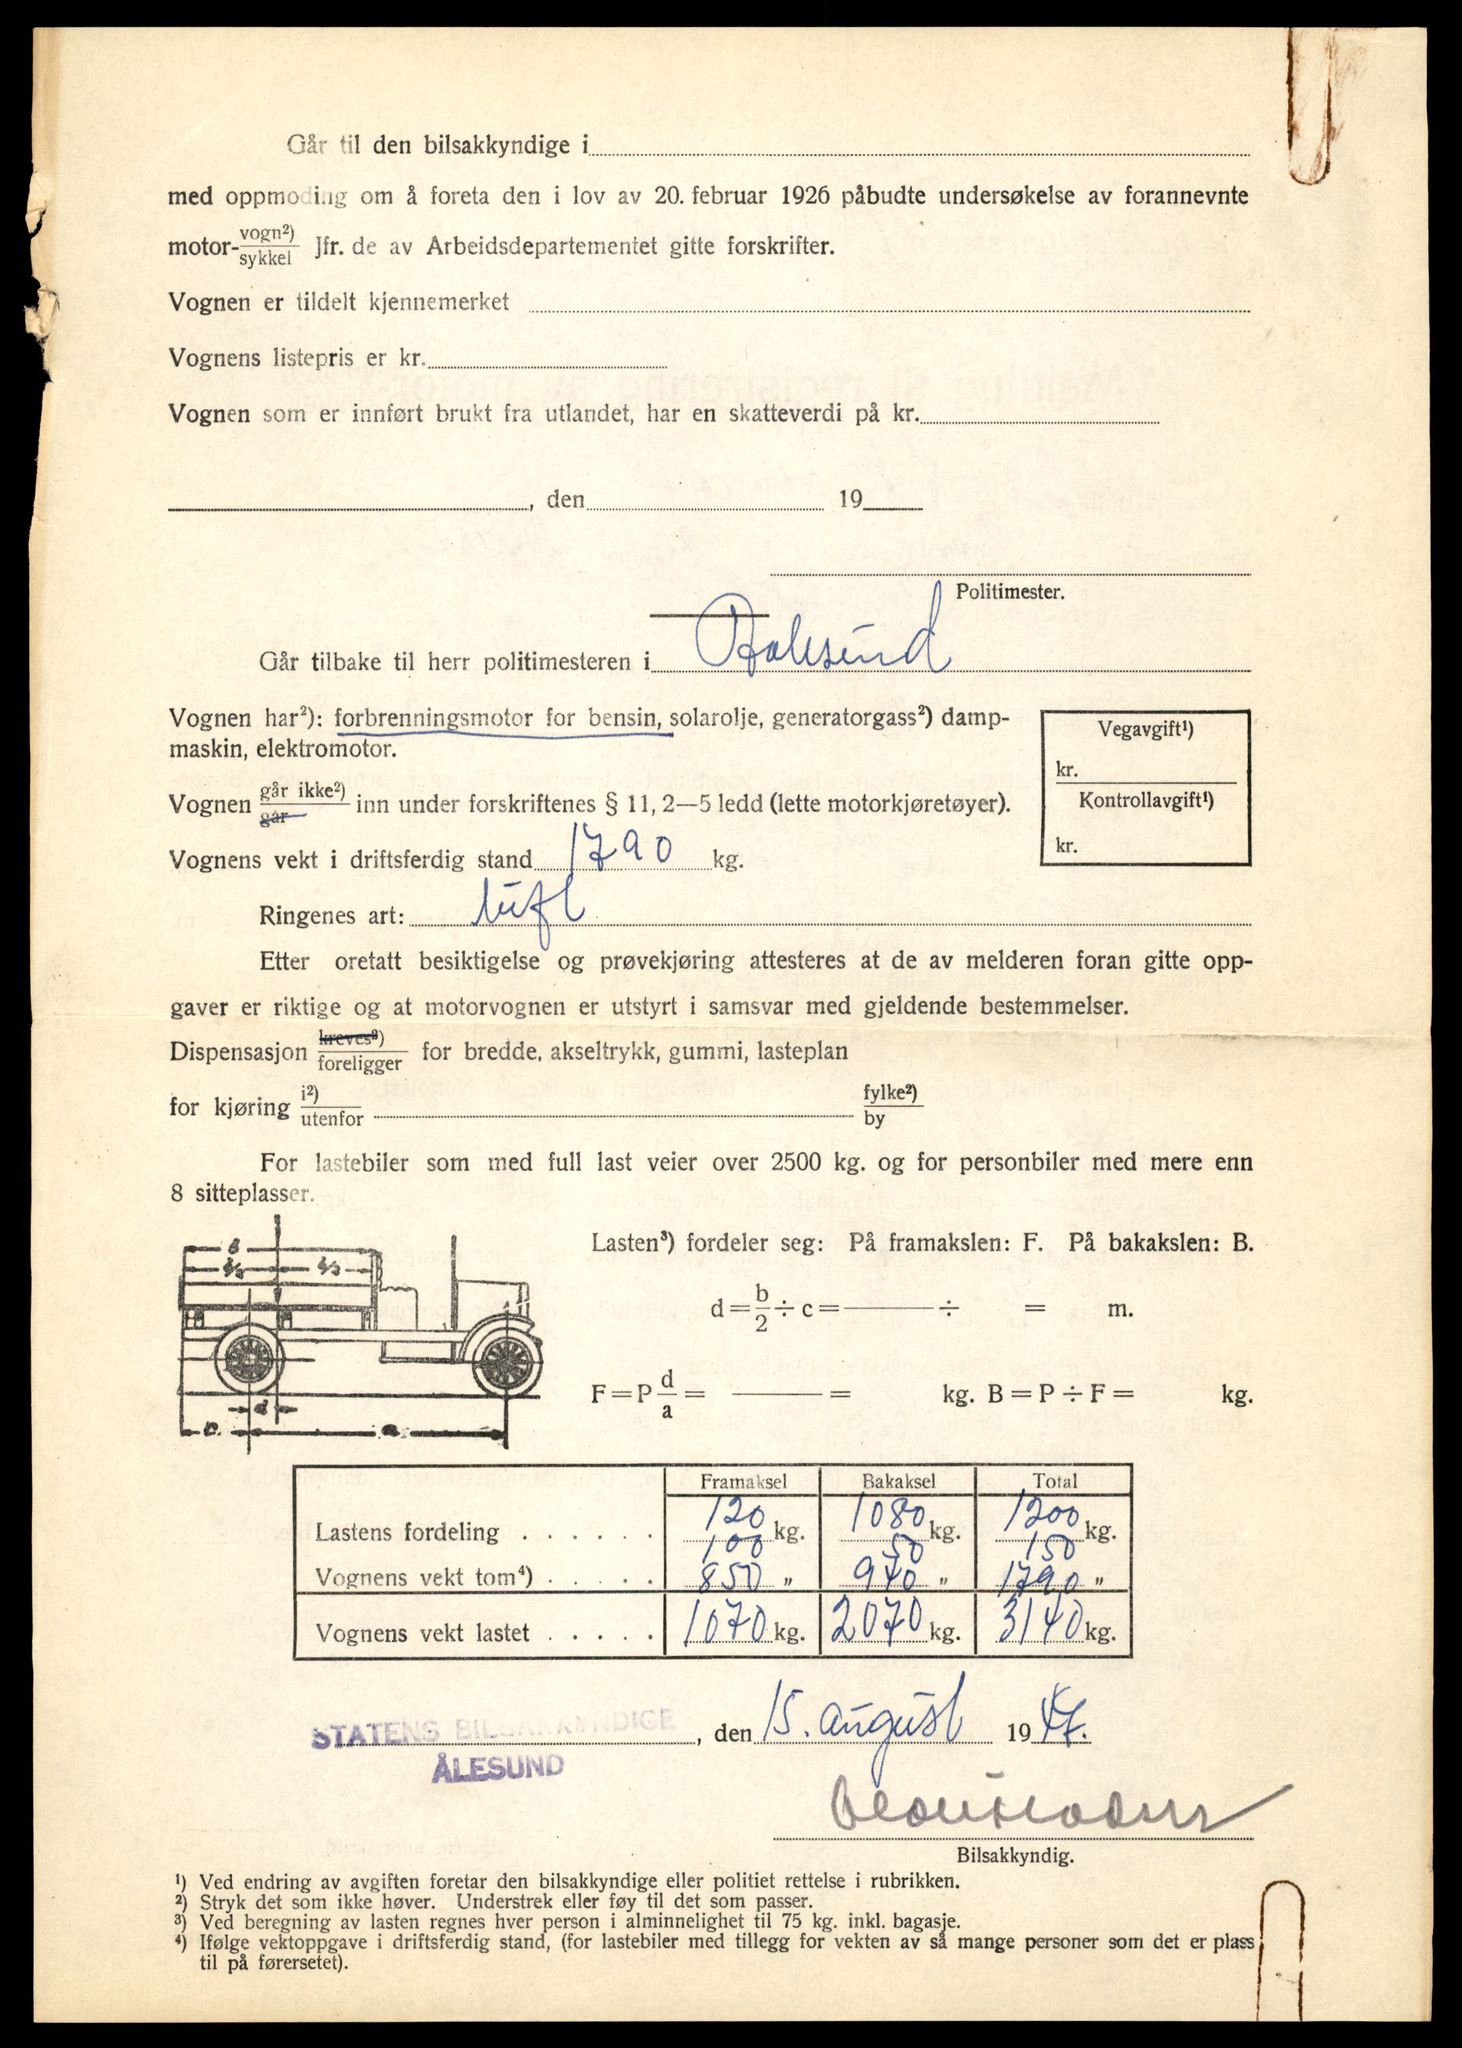 Går til den bilsakkyndige i
med oppmoding om å foreta den i lov av 20. februar 1926 påbudte undersøkelse av forannevnte
motor-vogn²)/sykkel Jfr. de av Arbeidsdepartementet gitte forskrifter.
Vognen er tildelt kjennemerket
Vognens listepris er kr.
Vognen som er innført brukt fra utlandet, har en skatteverdi på kr.
, den 19
Politimester.
Går tilbake til herr politimesteren i Aalesund
Vognen har²): forbrenningsmotor for bensin, solarolje, generatorgass²) damp-
maskin, elektromotor.
Vegavgift¹)
kr.
Kontrollavgift¹)
kr.
Vognen går ikke²)/går inn under forskriftenes § 11, 2—5 ledd (lette motorkjøretøyer).
Vognens vekt i driftsferdig stand 1790 kg.
Ringenes art: luft
Etter oretatt besiktigelse og prøvekjøring attesteres at de av melderen foran gitte opp-
gaver er riktige og at motorvognen er utstyrt i samsvar med gjeldende bestemmelser.
Dispensasjon kreves²)/foreligger for bredde, akseltrykk, gummi, lasteplan
for kjøring i²)/utenfor fylke²)/by
For lastebiler som med full last veier over 2500 kg. og for personbiler med mere enn
8 sitteplasser.
Lasten³) fordeler seg: På framakslen: F. På bakakslen: B.
d = b/2 ÷ c = ——— ÷ = m.
F = P d/a = ——— = kg. B = P ÷ F = kg.
Framaksel Bakaksel Total
Lastens fordeling . . . . . . 120 kg. 1080 kg. 1200 kg.
100 50 150
Vognens vekt tom⁴) . . . . . 850 „ 940 „ 1790 „
Vognens vekt lastet . . . . . 1070 kg. 2070 kg. 3140 kg.
STATENS BILSAKKYNDIGE , den 15. august 1947.
ÅLESUND
Bilsakkyndig.
¹) Ved endring av avgiften foretar den bilsakkyndige eller politiet rettelse i rubrikken.
²) Stryk det som ikke høver. Understrek eller føy til det som passer.
³) Ved beregning av lasten regnes hver person i alminnelighet til 75 kg. inkl. bagasje.
⁴) Ifølge vektoppgave i driftsferdig stand, (for lastebiler med tillegg for vekten av så mange personer som det er plass
til på førersetet).